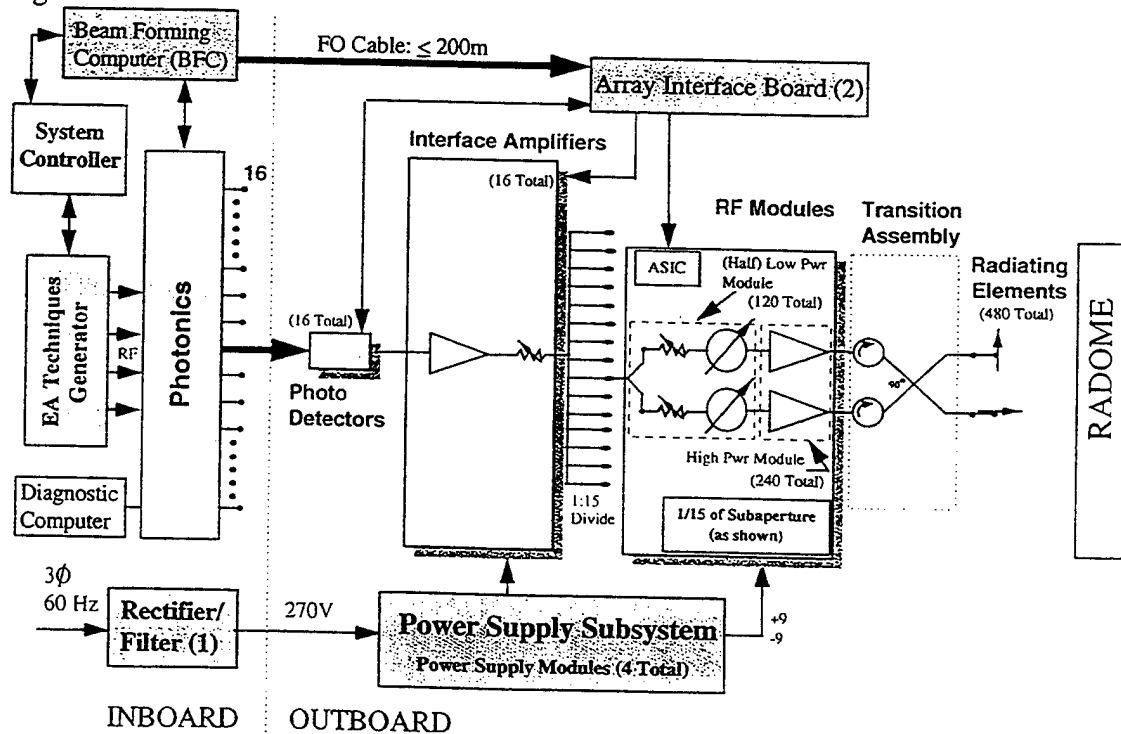 g
Beam Forming
Computer (BFC)
FO Cable: ≤ 200m
Array Interface Board (2)
System
Controller
16
Interface Amplifiers
(16 Total)
RF Modules
Transition
Assembly
ASIC
(Half) Low Pwr
Module
(120 Total)
Radiating
Elements
(480 Total)
EA Techniques
Generator
RF
Photonics
(16 Total)
Photo
Detectors
90°
RADOME
High Pwr Module
(240 Total)
Diagnostic
Computer
1:15
Divide
1/15 of Subaperture
(as shown)
3ϕ
60 Hz
Rectifier/
Filter (1)
270V
Power Supply Subsystem
Power Supply Modules (4 Total)
+9
-9
INBOARD
OUTBOARD